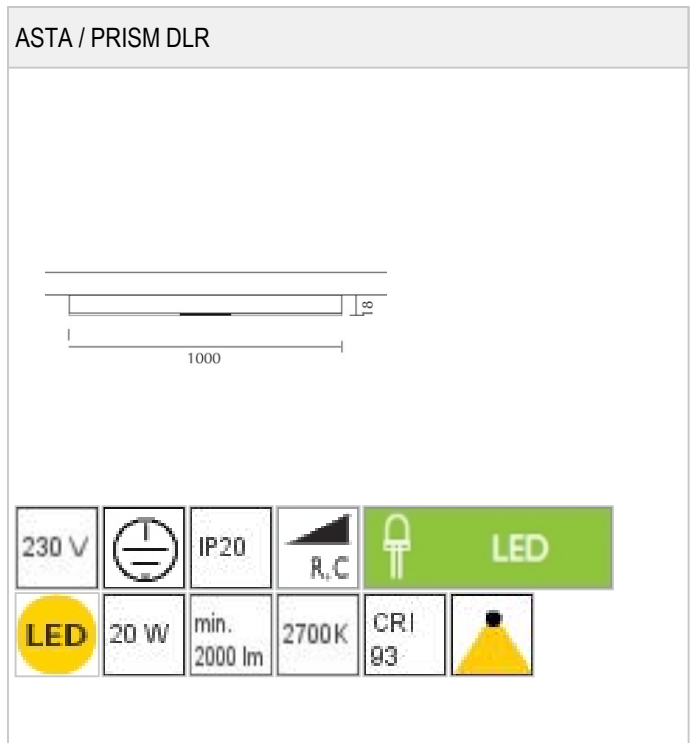 ASTA / PRISM DLR
18
1000
230 V
IP20
R,C
LED
LED
20 W
min.
2000 lm
2700K
CRI
93